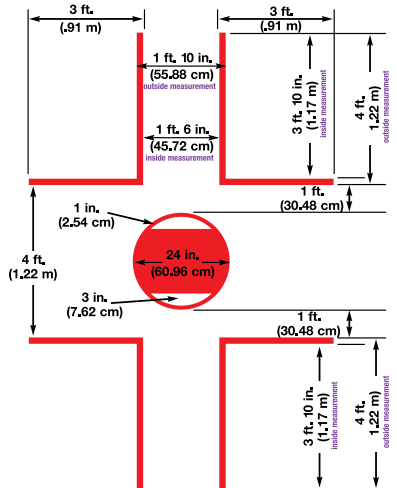 3 ft.
(.91 m)
3 ft.
(.91 m)
1 ft. 10 in.
(55.88 cm)
outside measurement
1 ft. 6 in.
(45.72 cm)
inside measurement
3 ft. 10 in.
(1.17 m)
inside measurement
4 ft.
1.22 m)
outside measurement
1 ft.
(30.48 cm)
1 in.
(2.54 cm)
4 ft.
(1.22 m)
24 in.
(60.96 cm)
3 in.
(7.62 cm)
1 ft.
(30.48 cm)
3 ft. 10 in.
(1.17 m)
inside measurement
4 ft.
1.22 m)
outside measurement